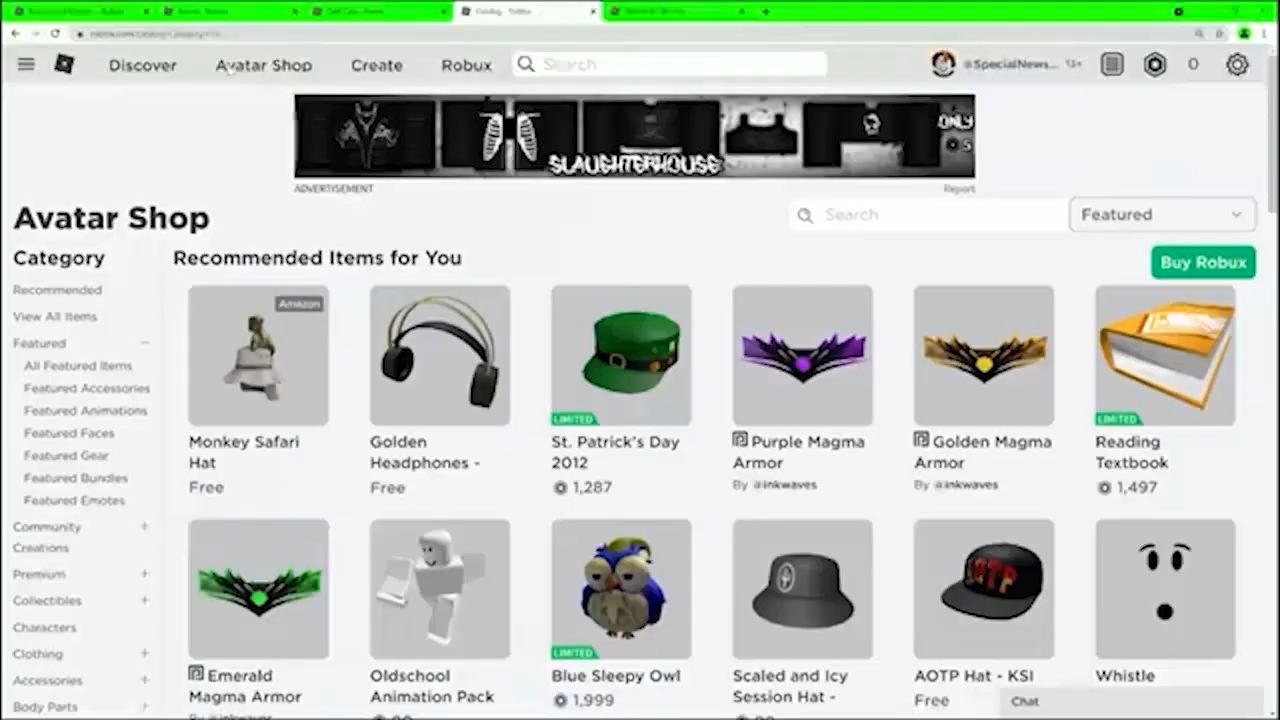 Discover Avatar Shop Create Robux Search @SpecialNews... 13+ 0
ONLY
5
SLAUGHTERHOUSE
ADVERTISEMENT Report
Avatar Shop Search Featured
Category Recommended Items for You Buy Robux
Recommended
View All Items
Featured
All Featured Items
Featured Accessories
Featured Animations
Featured Faces
Featured Gear
Featured Bundles
Featured Emotes
Community
Creations
Premium
Collectibles
Characters
Clothing
Accessories
Body Parts
Amazon
LIMITED LIMITED
Monkey Safari Golden St. Patrick's Day Purple Magma Golden Magma Reading
Hat Headphones - 2012 Armor Armor Textbook
Free Free 1,287 By @inkwaves By @inkwaves 1,497
LIMITED
Emerald Oldschool Blue Sleepy Owl Scaled and Icy AOTP Hat - KSI Whistle
Magma Armor Animation Pack 1,999 Session Hat - Free
By @inkwaves
Chat